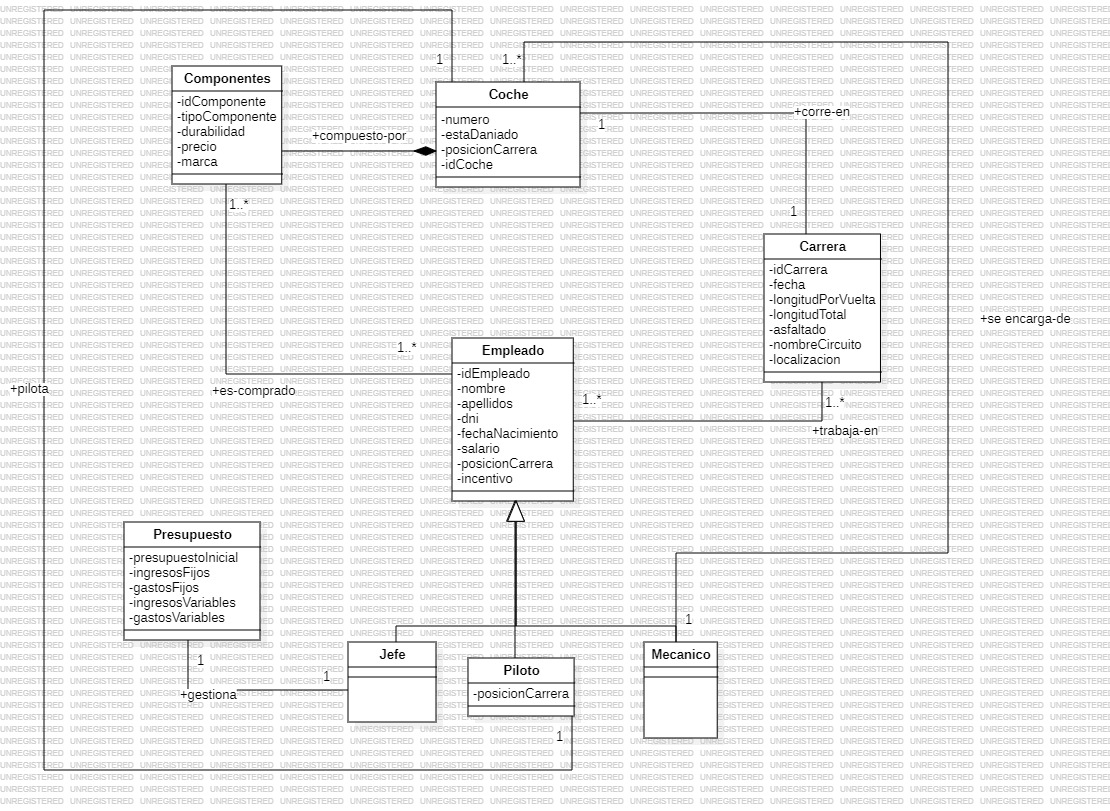 1
1..*
Componentes
-idComponente
-tipoComponente
-durabilidad
-precio
-marca
+compuesto-por
Coche
-numero
-estaDaniado
-posicionCarrera
-idCoche
+corre-en
1
1
1..*
Carrera
-idCarrera
-fecha
-longitudPorVuelta
-longitudTotal
-asfaltado
-nombreCircuito
-localizacion
+se encarga-de
1..*
Empleado
-idEmpleado
-nombre
-apellidos
-dni
-fechaNacimiento
-salario
-posicionCarrera
-incentivo
+pilota
+es-comprado
1..*
1..*
+trabaja-en
Presupuesto
-presupuestoInicial
-ingresosFijos
-gastosFijos
-ingresosVariables
-gastosVariables
1
+gestiona
1
Jefe
Piloto
-posicionCarrera
1
Mecanico
1
UNREGISTERED